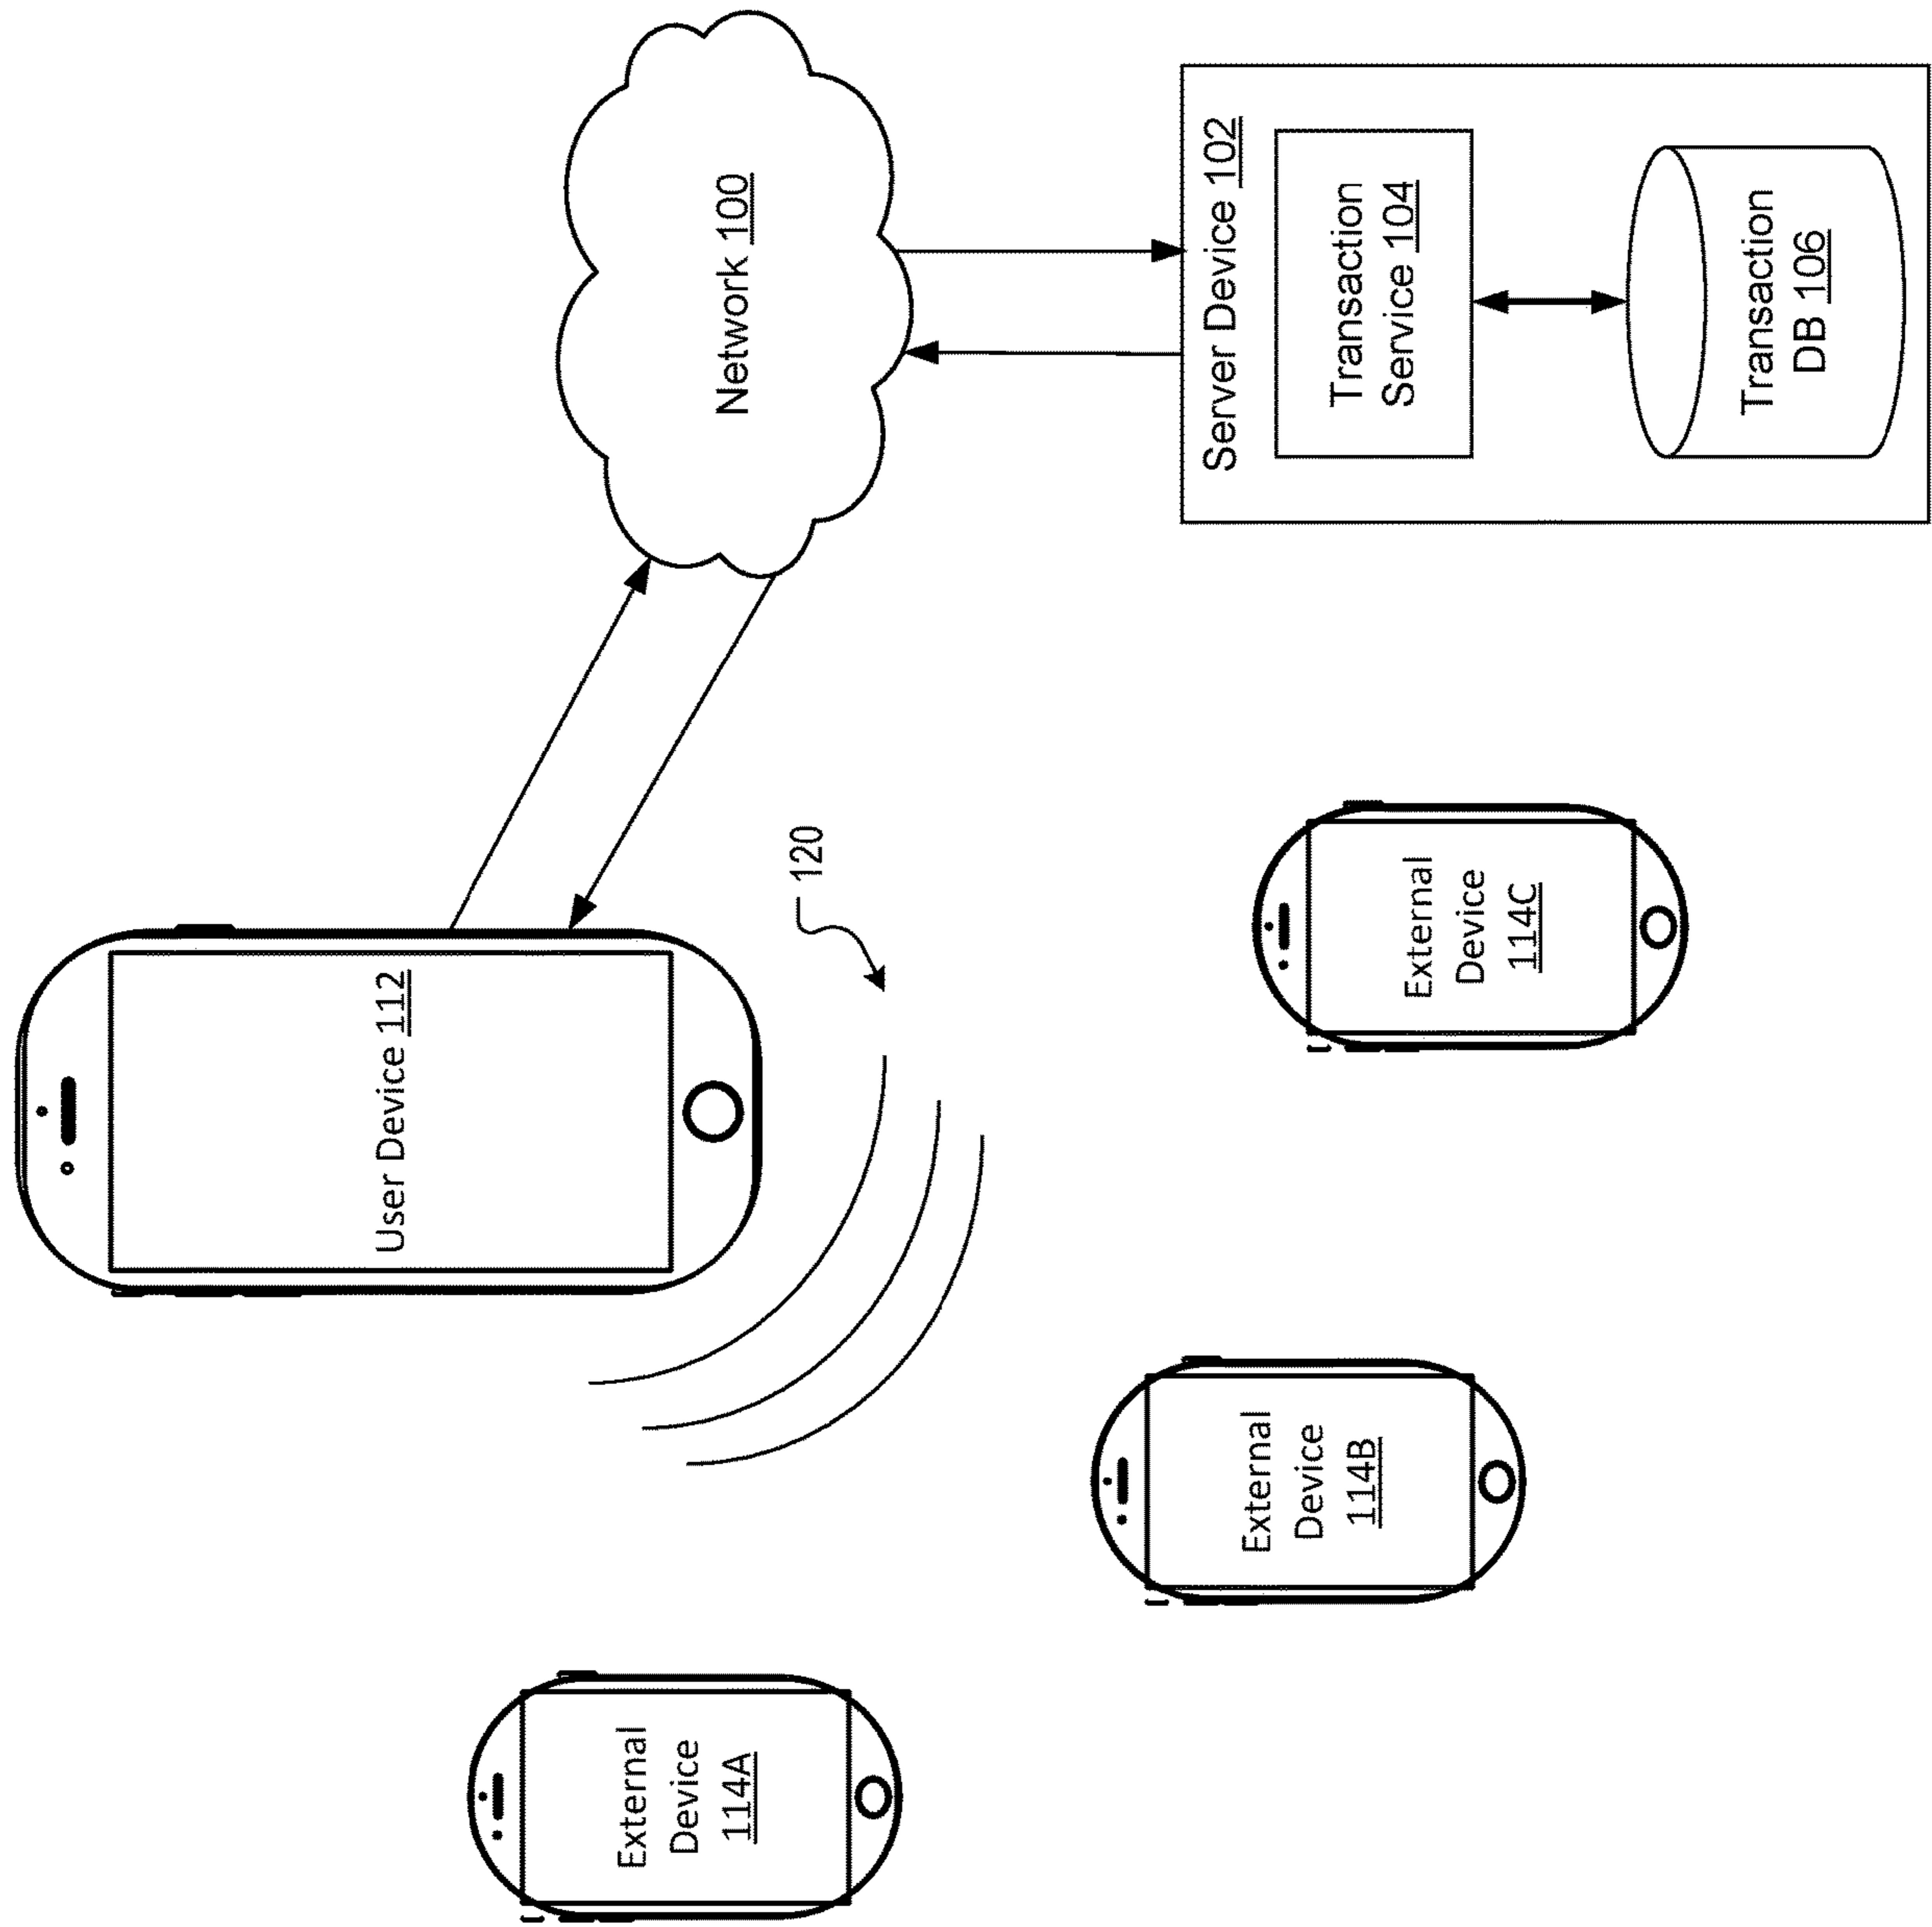 User Device 112
Network 100
120
External
Device
114A
External
Device
114B
External
Device
114C
Server Device 102
Transaction
Service 104
Transaction
DB 106